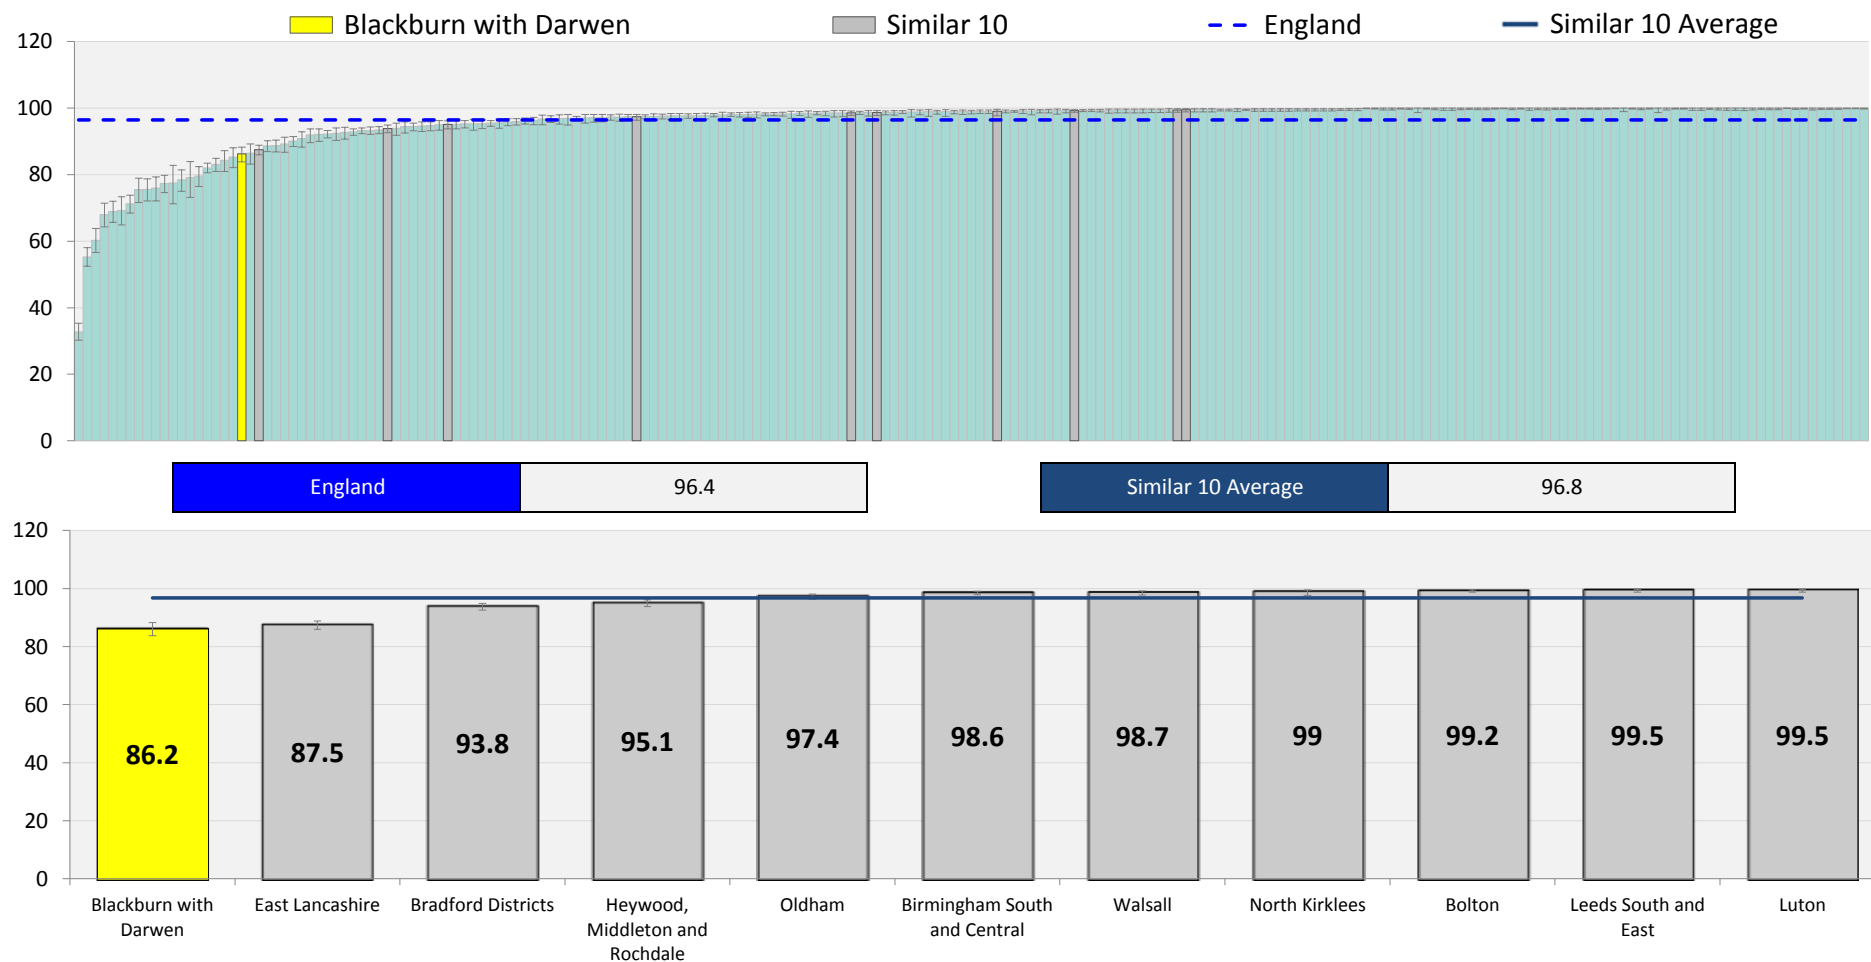 Blackburn with Darwen
Similar 10
England
Similar 10 Average
120
100
80
60
40
20
0
England
96.4
Similar 10 Average
96.8
120
100
80
60
40
20
0
86.2
87.5
93.8
95.1
97.4
98.6
98.7
99
99.2
99.5
99.5
Blackburn with
Darwen
East Lancashire
Bradford Districts
Heywood,
Middleton and
Rochdale
Oldham
Birmingham South
and Central
Walsall
North Kirklees
Bolton
Leeds South and
East
Luton